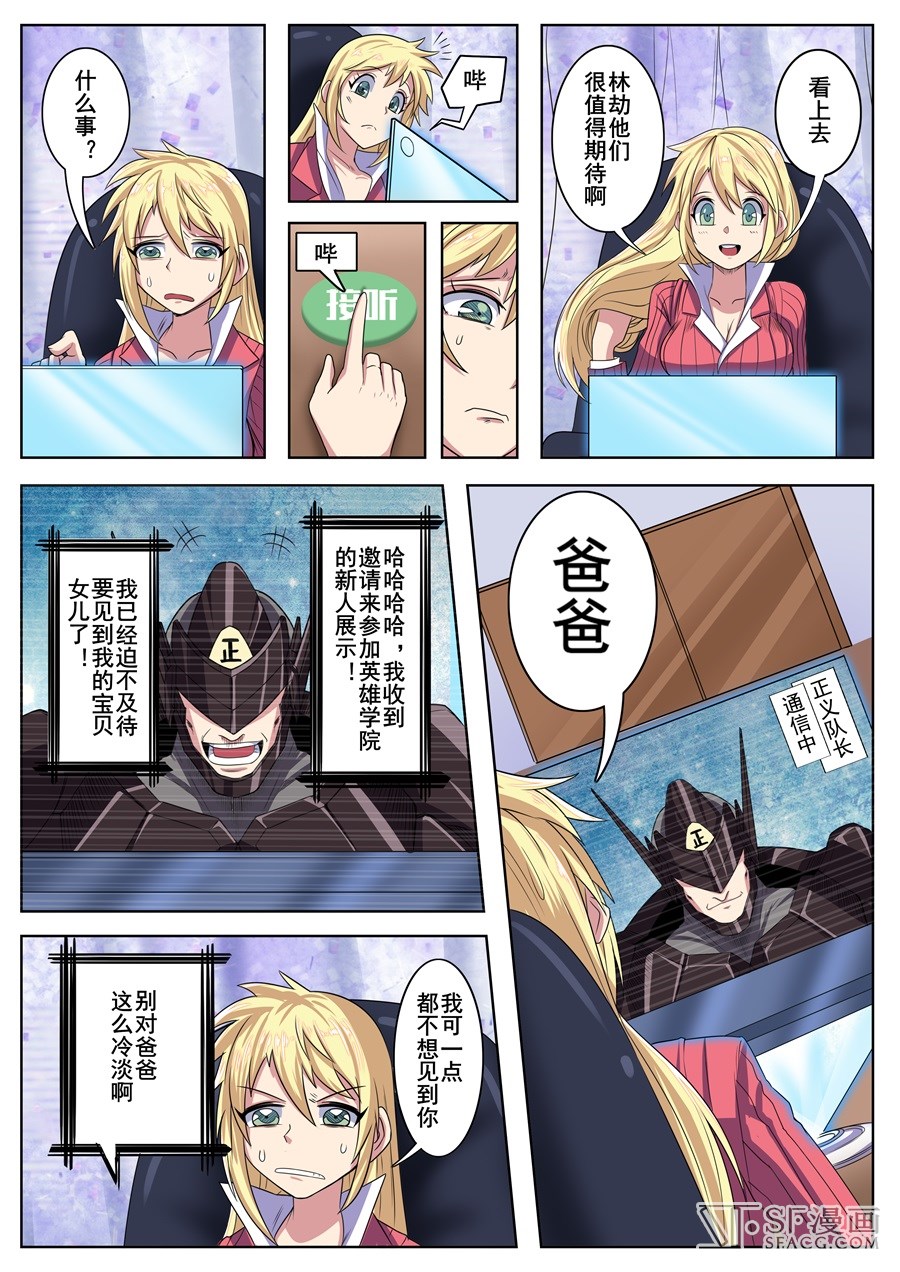 看上去
林劫他们
很值得期待啊
哔
哔
接听
什么事？
爸爸
正义队长
通信中
正
哈哈哈哈，我收到
邀请来参加英雄学院
的新人展示！
正
我已经迫不及待
要见到我的宝贝
女儿了！
我可一点
都不想见到你
别对爸爸
这么冷淡啊
SF漫画
SFACG.COM